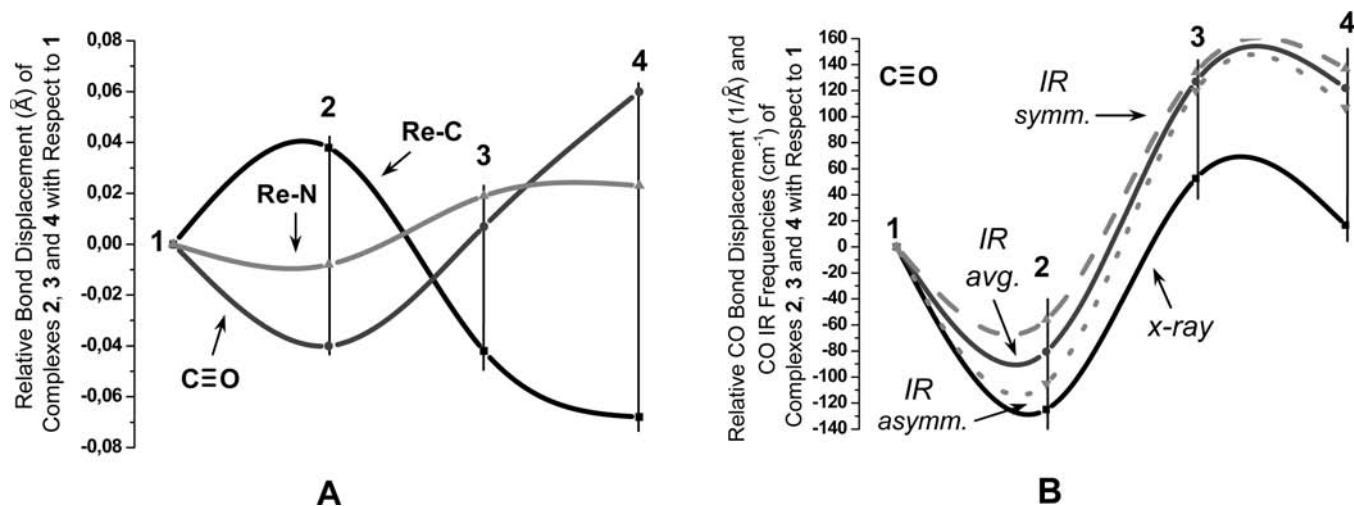 Relative Bond Displacement (Å) of
Complexes 2, 3 and 4 with Respect to 1
0,08
0,06
0,04
0,02
0,00
-0,02
-0,04
-0,06
-0,08
1
2
3
4
Re-C
Re-N
C≡O
A
Relative CO Bond Displacement (1/Å) and
CO IR Frequencies (cm⁻¹) of
Complexes 2, 3 and 4 with Respect to 1
160
140
120
100
80
60
40
20
0
-20
-40
-60
-80
-100
-120
-140
C≡O
1
2
3
4
IR
symm.
IR
avg.
IR
asymm.
x-ray
B